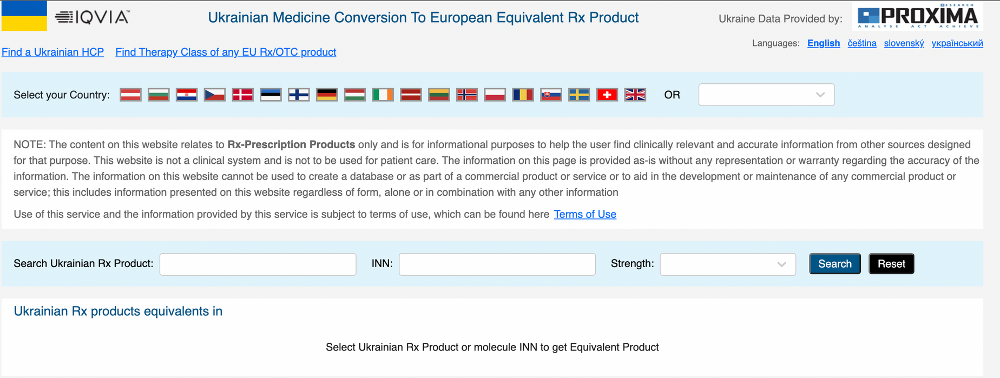 IQVIA™
Ukrainian Medicine Conversion To European Equivalent Rx Product
Ukraine Data Provided by:
RESEARCH
PROXIMA
ANALYSE ACT ACHIEVE
Languages: English čeština slovenský український
Find a Ukrainian HCP Find Therapy Class of any EU Rx/OTC product
Select your Country: OR
NOTE: The content on this website relates to Rx-Prescription Products only and is for informational purposes to help the user find clinically relevant and accurate information from other sources designed
for that purpose. This website is not a clinical system and is not to be used for patient care. The information on this page is provided as-is without any representation or warranty regarding the accuracy of the
information. The information on this website cannot be used to create a database or as part of a commercial product or service or to aid in the development or maintenance of any commercial product or
service; this includes information presented on this website regardless of form, alone or in combination with any other information
Use of this service and the information provided by this service is subject to terms of use, which can be found here Terms of Use
Search Ukrainian Rx Product: INN: Strength: Search Reset
Ukrainian Rx products equivalents in
Select Ukrainian Rx Product or molecule INN to get Equivalent Product